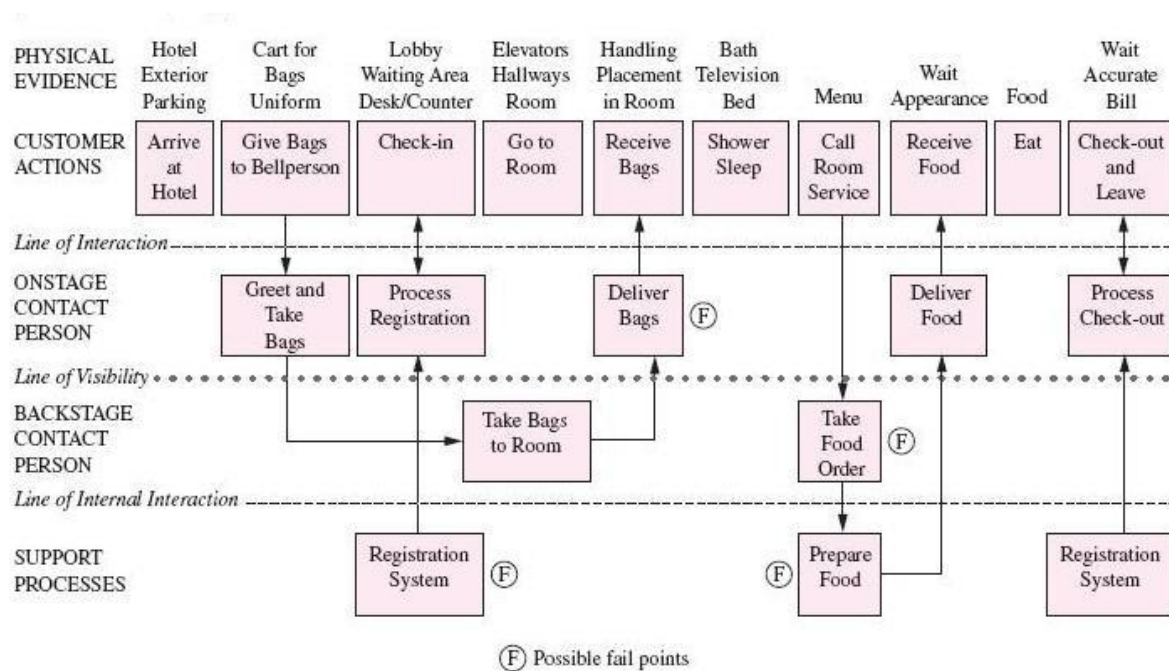 PHYSICAL
EVIDENCE
Hotel
Exterior
Parking
Cart for
Bags
Uniform
Lobby
Waiting Area
Desk/Counter
Elevators
Hallways
Room
Handling
Placement
in Room
Bath
Television
Bed
Menu
Wait
Appearance
Food
Wait
Accurate
Bill
CUSTOMER
ACTIONS
Arrive
at
Hotel
Give Bags
to Bellperson
Check-in
Go to
Room
Receive
Bags
Shower
Sleep
Call
Room
Service
Receive
Food
Eat
Check-out
and
Leave
Line of Interaction
ONSTAGE
CONTACT
PERSON
Greet and
Take
Bags
Process
Registration
Deliver
Bags
F
Deliver
Food
Process
Check-out
Line of Visibility
BACKSTAGE
CONTACT
PERSON
Take Bags
to Room
Take
Food
Order
F
Line of Internal Interaction
SUPPORT
PROCESSES
Registration
System
F
F
Prepare
Food
Registration
System
F Possible fail points